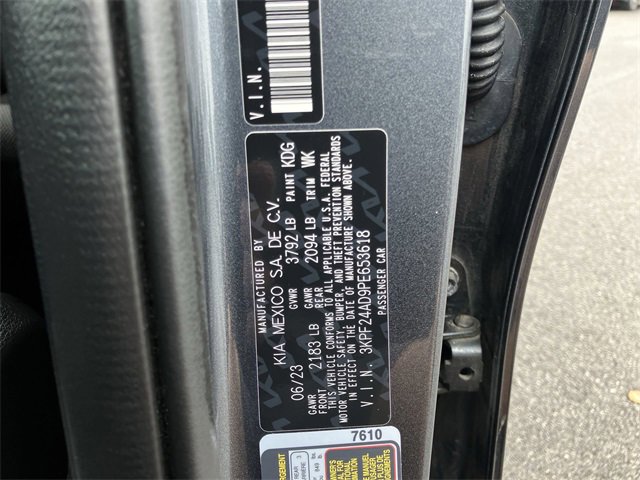 V.I.N.
MANUFACTURED BY
KIA MEXICO S.A. DE C.V.
06/23 GVWR 3792 LB PAINT KDG
GAWR FRONT 2183 LB GAWR REAR 2094 LB TRIM WK
THIS VEHICLE CONFORMS TO ALL APPLICABLE U.S.A. FEDERAL
MOTOR VEHICLE SAFETY, BUMPER, AND THEFT PREVENTION STANDARDS
IN EFFECT ON THE DATE OF MANUFACTURE SHOWN ABOVE.
V.I.N. 3KPF24AD9PE653618
PASSENGER CAR
7610
REAR 3